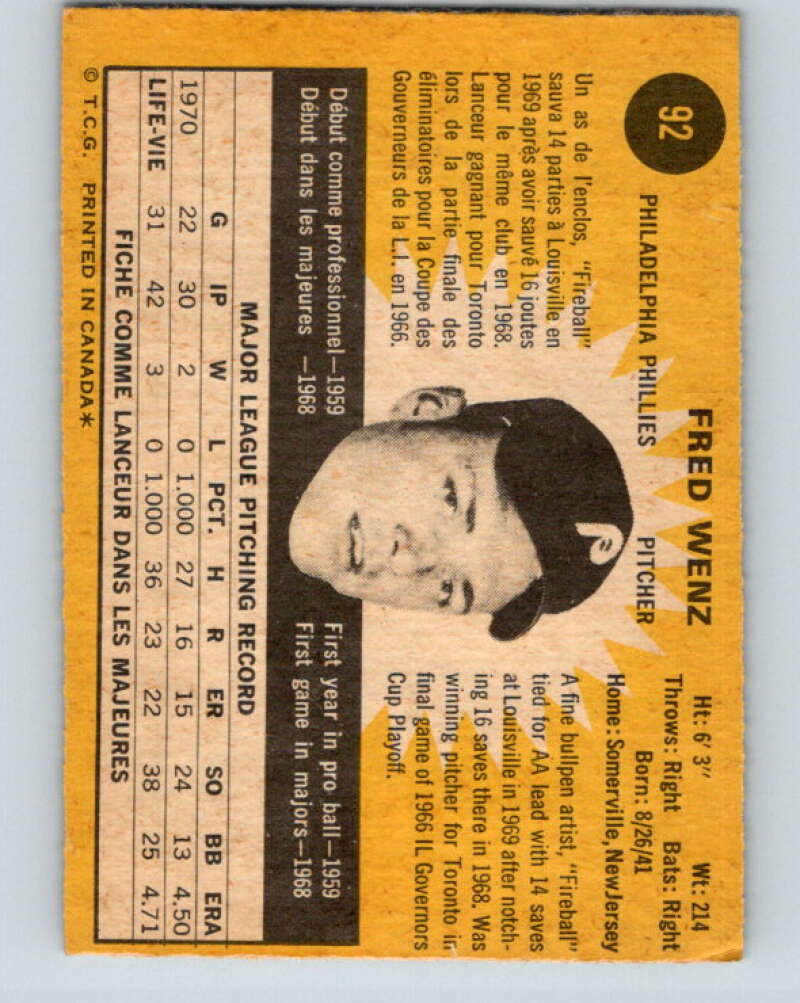 92
FRED WENZ
PHILADELPHIA PHILLIES PITCHER
Ht: 6' 3" Wt: 214
Throws: Right Bats: Right
Born: 8/26/41
Home: Somerville, New Jersey
Un as de l'enclos, "Fireball"
sauva 14 parties à Louisville en
1969 après avoir sauvé 16 joutes
pour le même club en 1968.
Lanceur gagnant pour Toronto
lors de la partie finale des
éliminatoires pour la Coupe des
Gouverneurs de la L.I. en 1966.
A fine bullpen artist, "Fireball"
tied for AA lead with 14 saves
at Louisville in 1969 after notch-
ing 16 saves there in 1968. Was
winning pitcher for Toronto in
final game of 1966 IL Governors
Cup Playoff.
P
Début comme professionnel—1959
Début dans les majeures —1968
First year in pro ball—1959
First game in majors—1968
MAJOR LEAGUE PITCHING RECORD
G IP W L PCT. H R ER SO BB ERA
1970 22 30 2 0 1.000 27 16 15 24 13 4.50
LIFE-VIE 31 42 3 0 1.000 36 23 22 38 25 4.71
FICHE COMME LANCEUR DANS LES MAJEURES
© T.C.G. PRINTED IN CANADA*